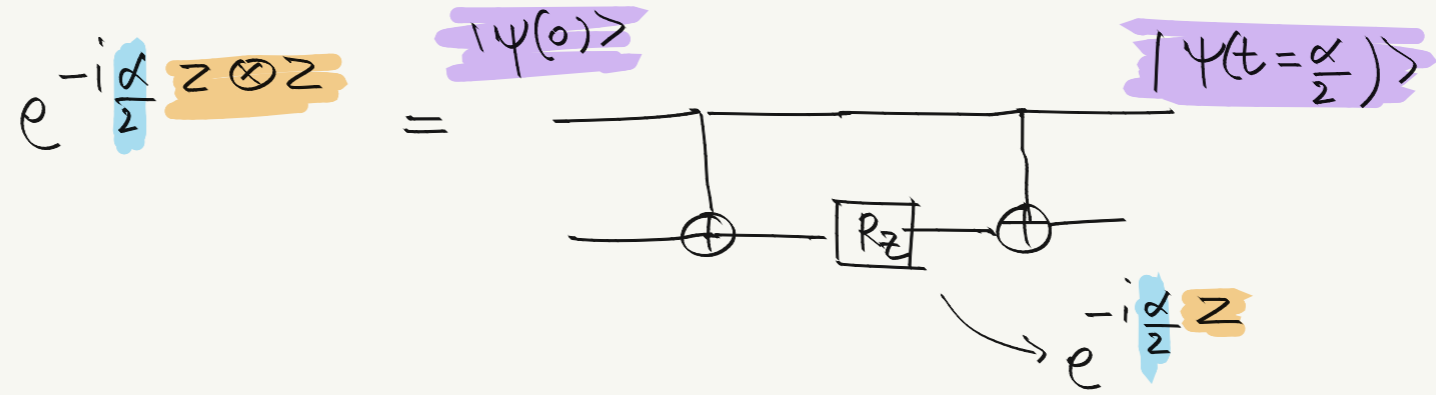 e^{-i α/2 Z ⊗ Z} = |ψ(0)> |ψ(t = α/2)>
R_Z
e^{-i α/2 Z}